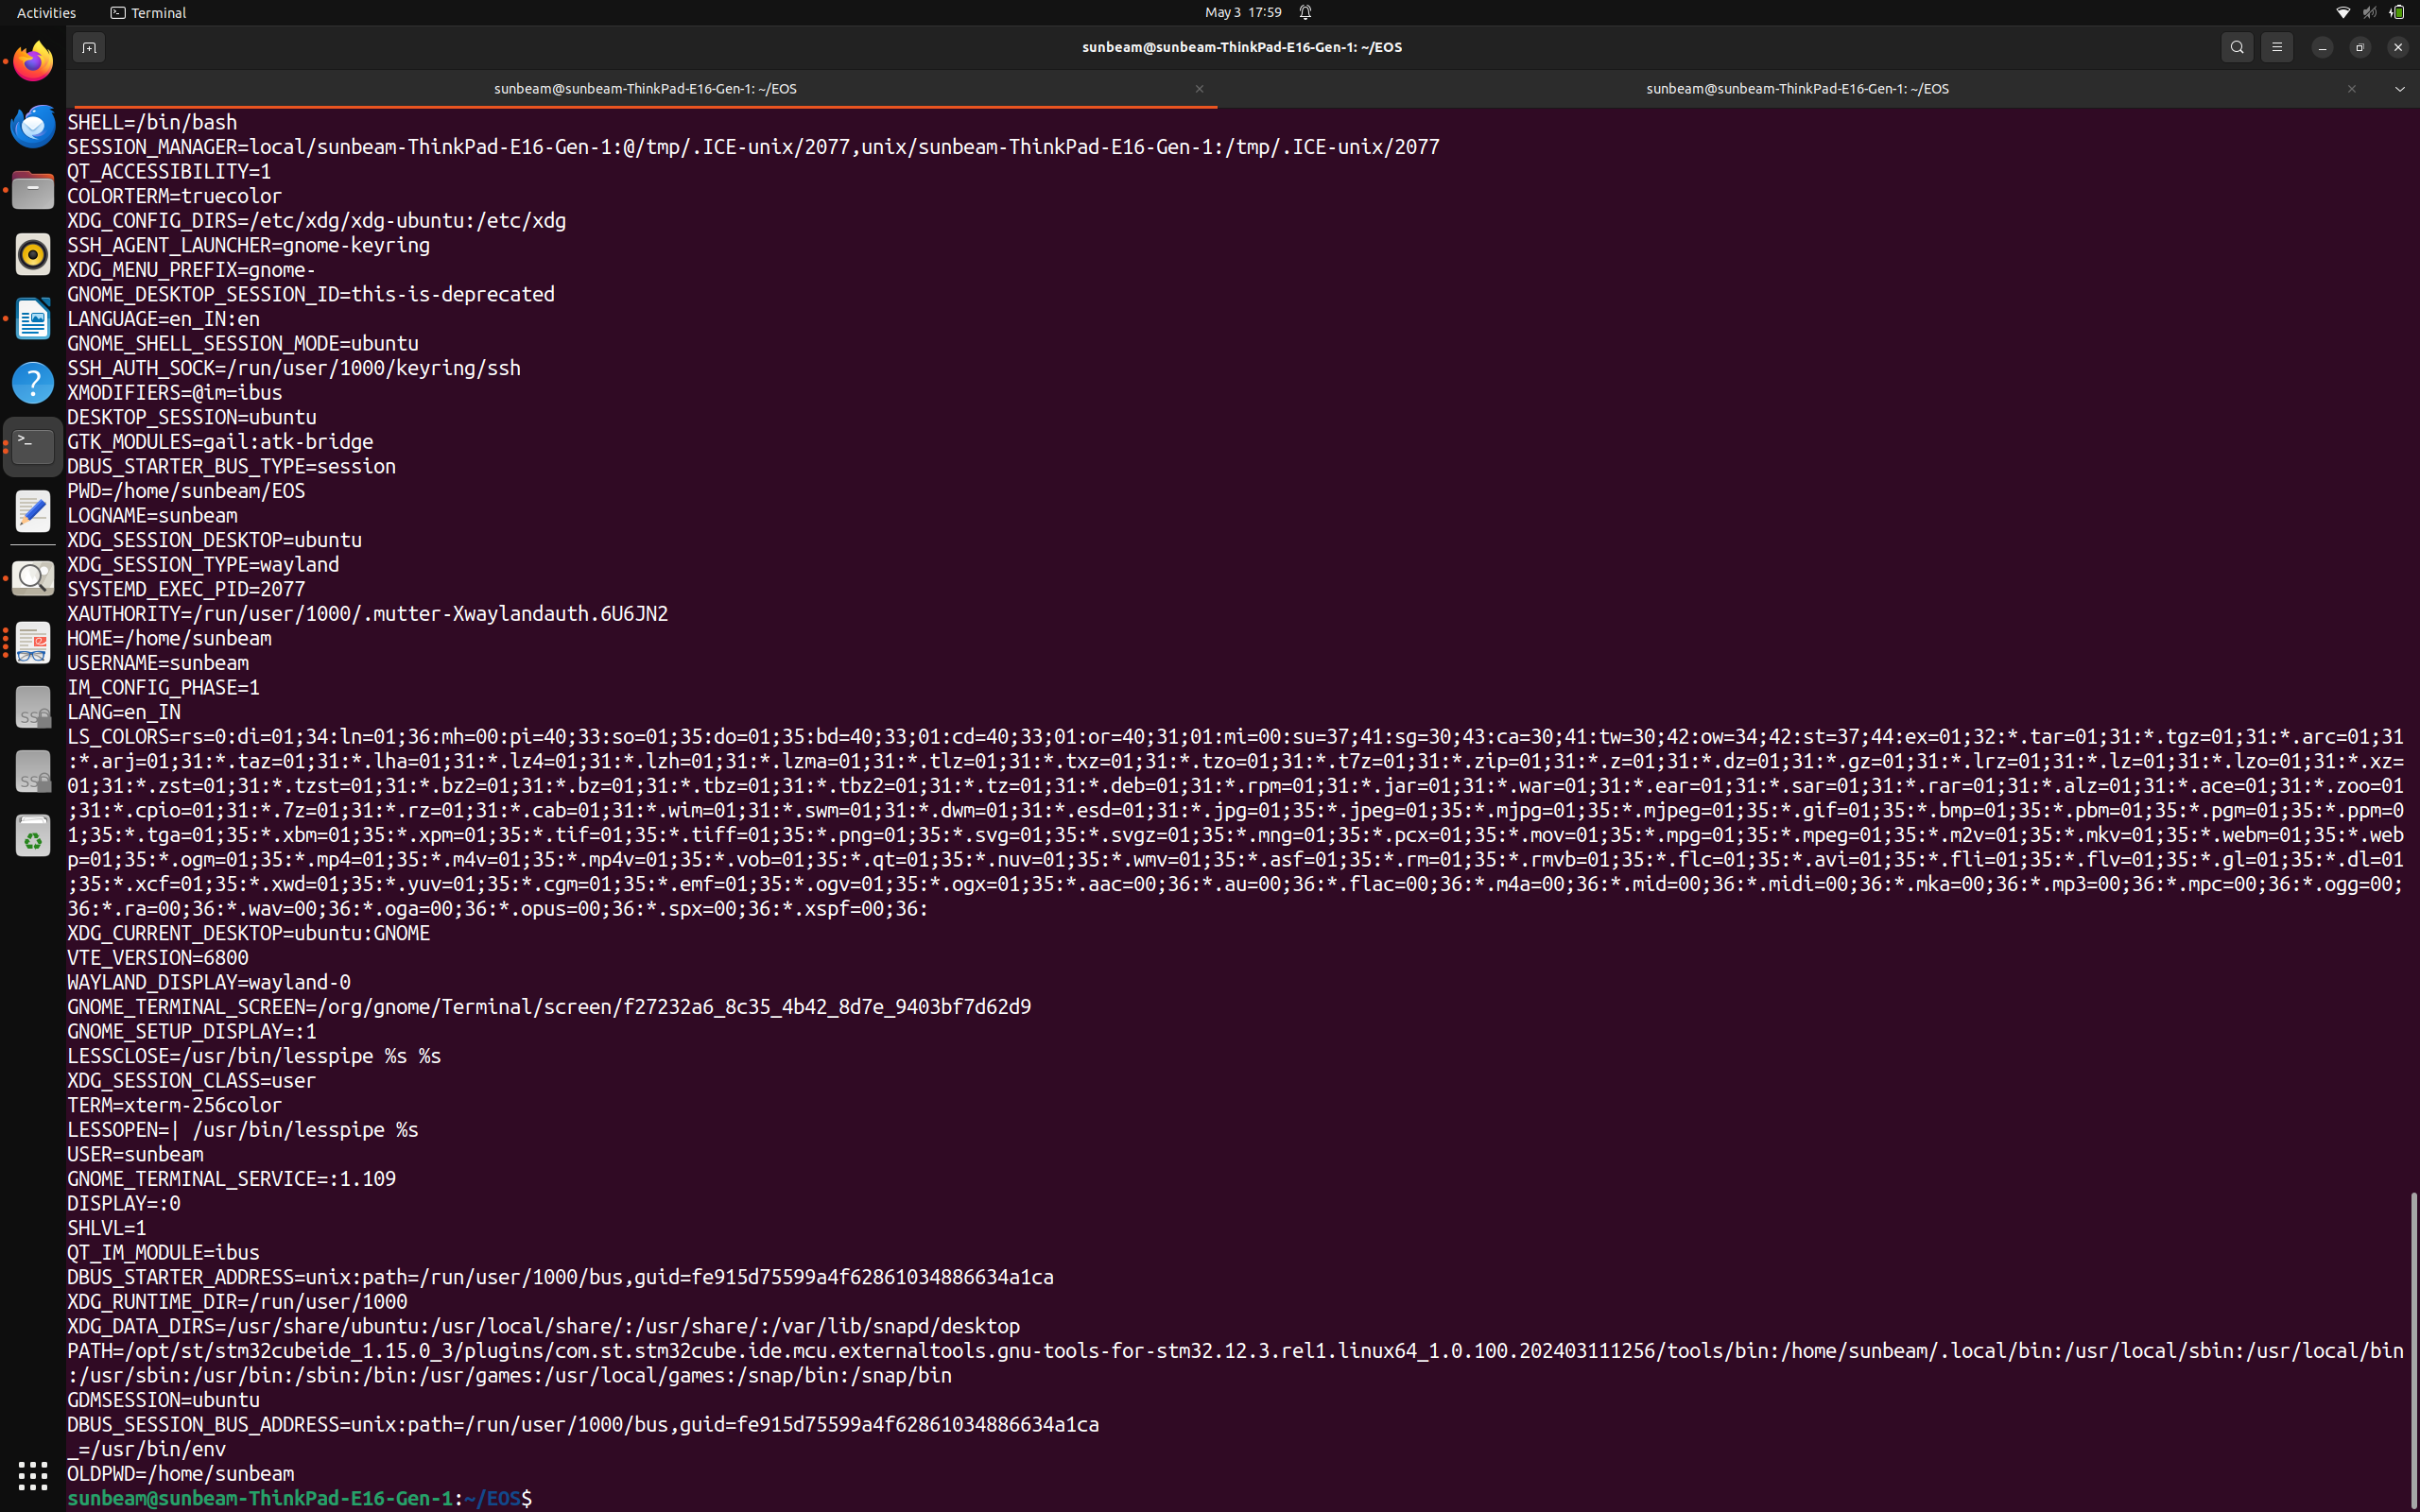 Activities
Terminal
May 3 17:59
sunbeam@sunbeam-ThinkPad-E16-Gen-1: ~/EOS
sunbeam@sunbeam-ThinkPad-E16-Gen-1: ~/EOS
sunbeam@sunbeam-ThinkPad-E16-Gen-1: ~/EOS
SHELL=/bin/bash
SESSION_MANAGER=local/sunbeam-ThinkPad-E16-Gen-1:@/tmp/.ICE-unix/2077,unix/sunbeam-ThinkPad-E16-Gen-1:/tmp/.ICE-unix/2077
QT_ACCESSIBILITY=1
COLORTERM=truecolor
XDG_CONFIG_DIRS=/etc/xdg/xdg-ubuntu:/etc/xdg
SSH_AGENT_LAUNCHER=gnome-keyring
XDG_MENU_PREFIX=gnome-
GNOME_DESKTOP_SESSION_ID=this-is-deprecated
LANGUAGE=en_IN:en
GNOME_SHELL_SESSION_MODE=ubuntu
SSH_AUTH_SOCK=/run/user/1000/keyring/ssh
XMODIFIERS=@im=ibus
DESKTOP_SESSION=ubuntu
GTK_MODULES=gail:atk-bridge
DBUS_STARTER_BUS_TYPE=session
PWD=/home/sunbeam/EOS
LOGNAME=sunbeam
XDG_SESSION_DESKTOP=ubuntu
XDG_SESSION_TYPE=wayland
SYSTEMD_EXEC_PID=2077
XAUTHORITY=/run/user/1000/.mutter-Xwaylandauth.6U6JN2
HOME=/home/sunbeam
USERNAME=sunbeam
IM_CONFIG_PHASE=1
LANG=en_IN
LS_COLORS=rs=0:di=01;34:ln=01;36:mh=00:pi=40;33:so=01;35:do=01;35:bd=40;33;01:cd=40;33;01:or=40;31;01:mi=00:su=37;41:sg=30;43:ca=30;41:tw=30;42:ow=34;42:st=37;44:ex=01;32:*.tar=01;31:*.tgz=01;31:*.arc=01;31
:*.arj=01;31:*.taz=01;31:*.lha=01;31:*.lz4=01;31:*.lzh=01;31:*.lzma=01;31:*.tlz=01;31:*.txz=01;31:*.tzo=01;31:*.t7z=01;31:*.zip=01;31:*.z=01;31:*.dz=01;31:*.gz=01;31:*.lrz=01;31:*.lz=01;31:*.lzo=01;31:*.xz=
01;31:*.zst=01;31:*.tzst=01;31:*.bz2=01;31:*.bz=01;31:*.tbz=01;31:*.tbz2=01;31:*.tz=01;31:*.deb=01;31:*.rpm=01;31:*.jar=01;31:*.war=01;31:*.ear=01;31:*.sar=01;31:*.rar=01;31:*.alz=01;31:*.ace=01;31:*.zoo=01
;31:*.cpio=01;31:*.7z=01;31:*.rz=01;31:*.cab=01;31:*.wim=01;31:*.swm=01;31:*.dwm=01;31:*.esd=01;31:*.jpg=01;35:*.jpeg=01;35:*.mjpg=01;35:*.mjpeg=01;35:*.gif=01;35:*.bmp=01;35:*.pbm=01;35:*.pgm=01;35:*.ppm=0
1;35:*.tga=01;35:*.xbm=01;35:*.xpm=01;35:*.tif=01;35:*.tiff=01;35:*.png=01;35:*.svg=01;35:*.svgz=01;35:*.mng=01;35:*.pcx=01;35:*.mov=01;35:*.mpg=01;35:*.mpeg=01;35:*.m2v=01;35:*.mkv=01;35:*.webm=01;35:*.web
p=01;35:*.ogm=01;35:*.mp4=01;35:*.m4v=01;35:*.mp4v=01;35:*.vob=01;35:*.qt=01;35:*.nuv=01;35:*.wmv=01;35:*.asf=01;35:*.rm=01;35:*.rmvb=01;35:*.flc=01;35:*.avi=01;35:*.fli=01;35:*.flv=01;35:*.gl=01;35:*.dl=01
;35:*.xcf=01;35:*.xwd=01;35:*.yuv=01;35:*.cgm=01;35:*.emf=01;35:*.ogv=01;35:*.ogx=01;35:*.aac=00;36:*.au=00;36:*.flac=00;36:*.m4a=00;36:*.mid=00;36:*.midi=00;36:*.mka=00;36:*.mp3=00;36:*.mpc=00;36:*.ogg=00;
36:*.ra=00;36:*.wav=00;36:*.oga=00;36:*.opus=00;36:*.spx=00;36:*.xspf=00;36:
XDG_CURRENT_DESKTOP=ubuntu:GNOME
VTE_VERSION=6800
WAYLAND_DISPLAY=wayland-0
GNOME_TERMINAL_SCREEN=/org/gnome/Terminal/screen/f27232a6_8c35_4b42_8d7e_9403bf7d62d9
GNOME_SETUP_DISPLAY=:1
LESSCLOSE=/usr/bin/lesspipe %s %s
XDG_SESSION_CLASS=user
TERM=xterm-256color
LESSOPEN=| /usr/bin/lesspipe %s
USER=sunbeam
GNOME_TERMINAL_SERVICE=:1.109
DISPLAY=:0
SHLVL=1
QT_IM_MODULE=ibus
DBUS_STARTER_ADDRESS=unix:path=/run/user/1000/bus,guid=fe915d75599a4f62861034886634a1ca
XDG_RUNTIME_DIR=/run/user/1000
XDG_DATA_DIRS=/usr/share/ubuntu:/usr/local/share/:/usr/share/:/var/lib/snapd/desktop
PATH=/opt/st/stm32cubeide_1.15.0_3/plugins/com.st.stm32cube.ide.mcu.externaltools.gnu-tools-for-stm32.12.3.rel1.linux64_1.0.100.202403111256/tools/bin:/home/sunbeam/.local/bin:/usr/local/sbin:/usr/local/bin
:/usr/sbin:/usr/bin:/sbin:/bin:/usr/games:/usr/local/games:/snap/bin:/snap/bin
GDMSESSION=ubuntu
DBUS_SESSION_BUS_ADDRESS=unix:path=/run/user/1000/bus,guid=fe915d75599a4f62861034886634a1ca
_=/usr/bin/env
OLDPWD=/home/sunbeam
sunbeam@sunbeam-ThinkPad-E16-Gen-1:~/EOS$